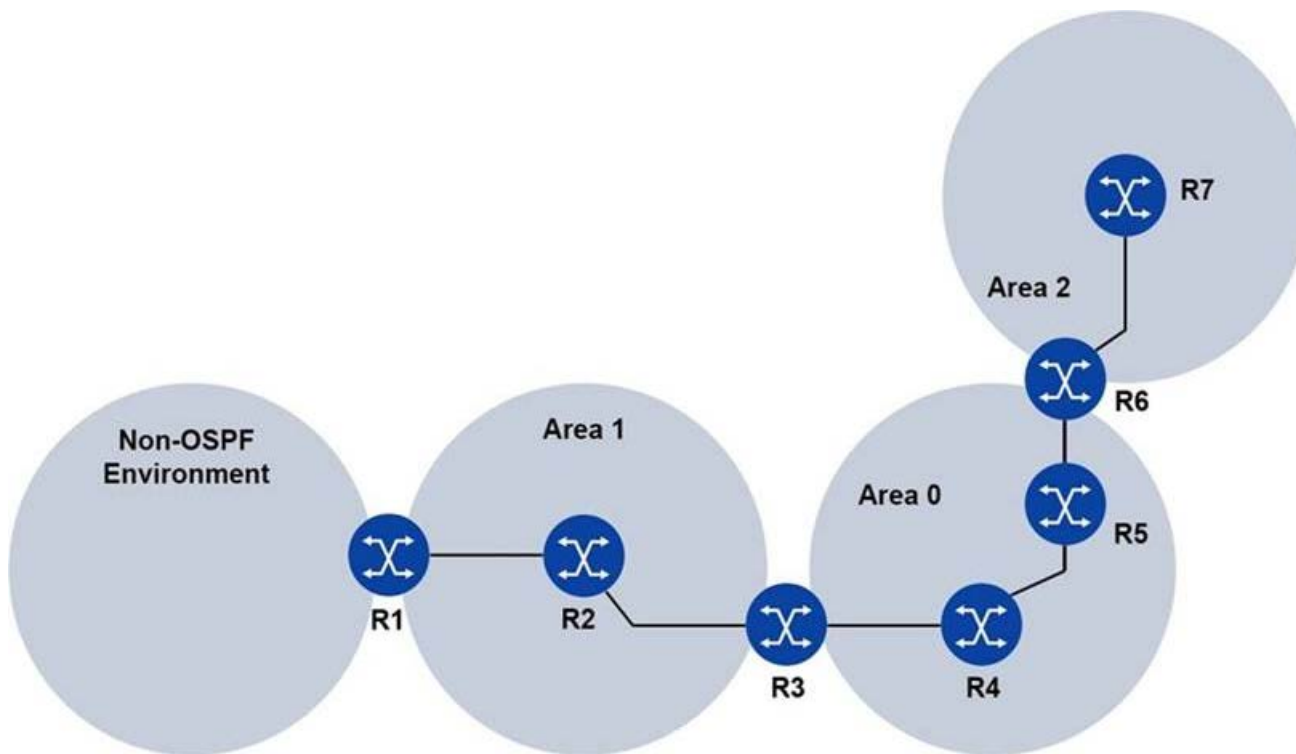 R7
Area 2
R6
Non-OSPF
Environment
Area 1
Area 0
R5
R1
R2
R3
R4